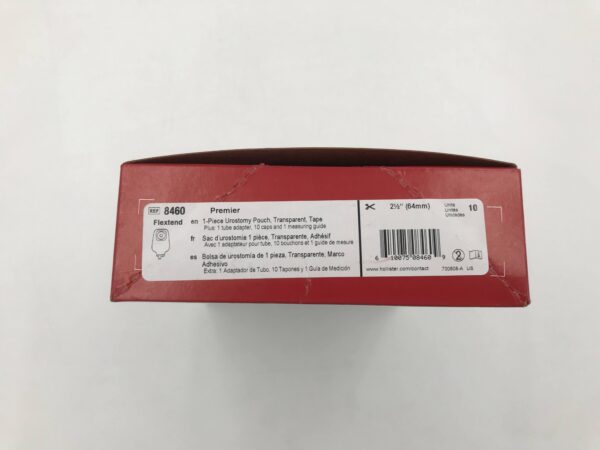 REF 8460
Flextend
Premier
en 1-Piece Urostomy Pouch, Transparent, Tape
Plus: 1 tube adapter, 10 caps and 1 measuring guide
fr Sac d'urostomie 1 pièce, Transparente, Adhésif
Avec 1 adaptateur pour tube, 10 bouchons et 1 guide de mesure
es Bolsa de urostomía de 1 pieza, Transparente, Marco
Adhesivo
Extra: 1 Adaptador de Tubo, 10 Tapones y 1 Guía de Medición
2½" (64mm)
Units
Unités
Unidades
10
6 10075 08460 9
www.hollister.com/contact
2
730808-A US